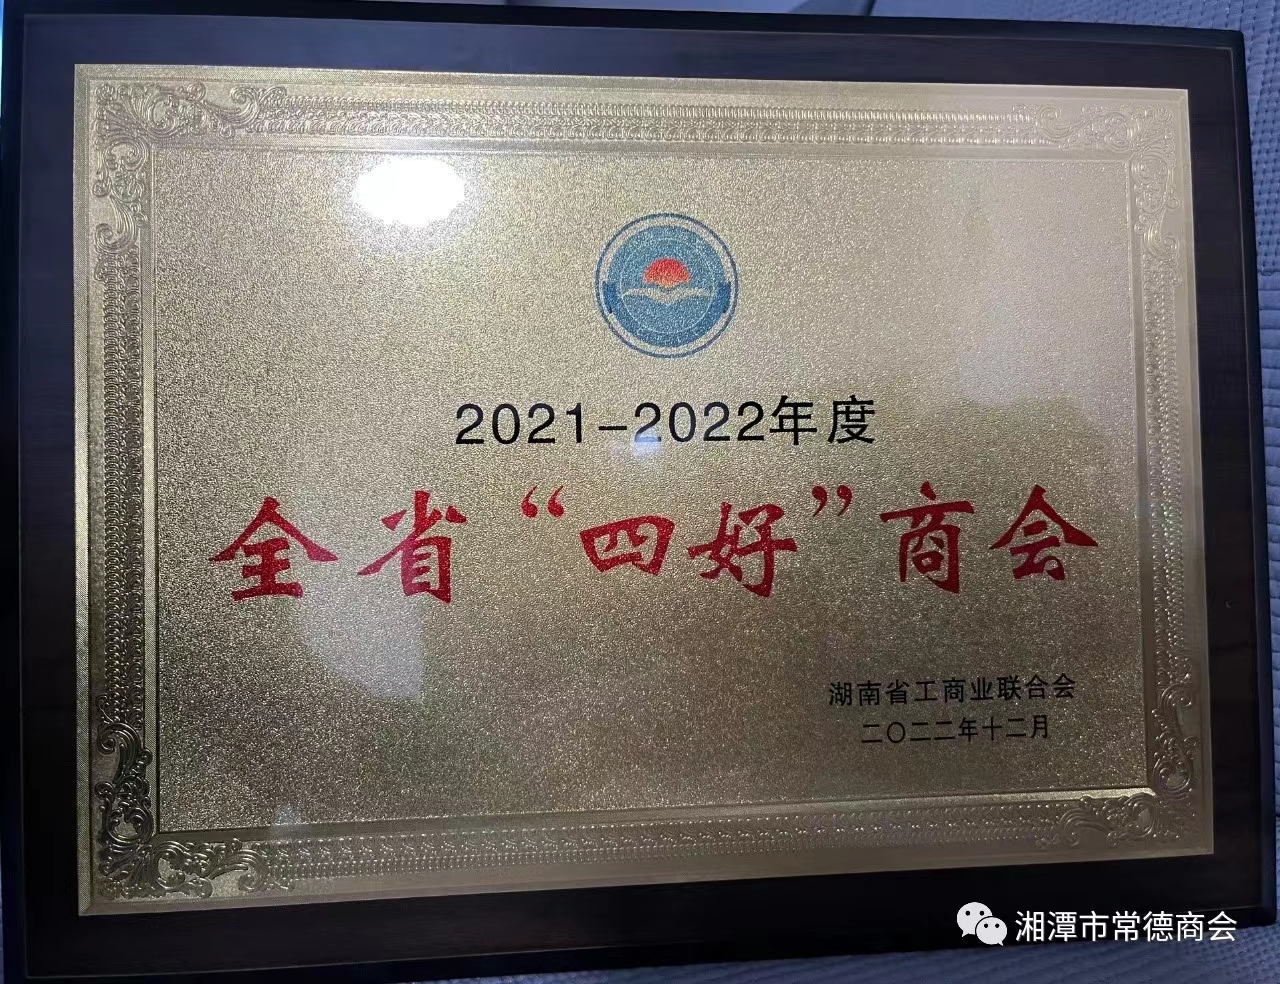 2021-2022年度
全省“四好”商会
湖南省工商业联合会
二〇二二年十二月
湘潭市常德商会